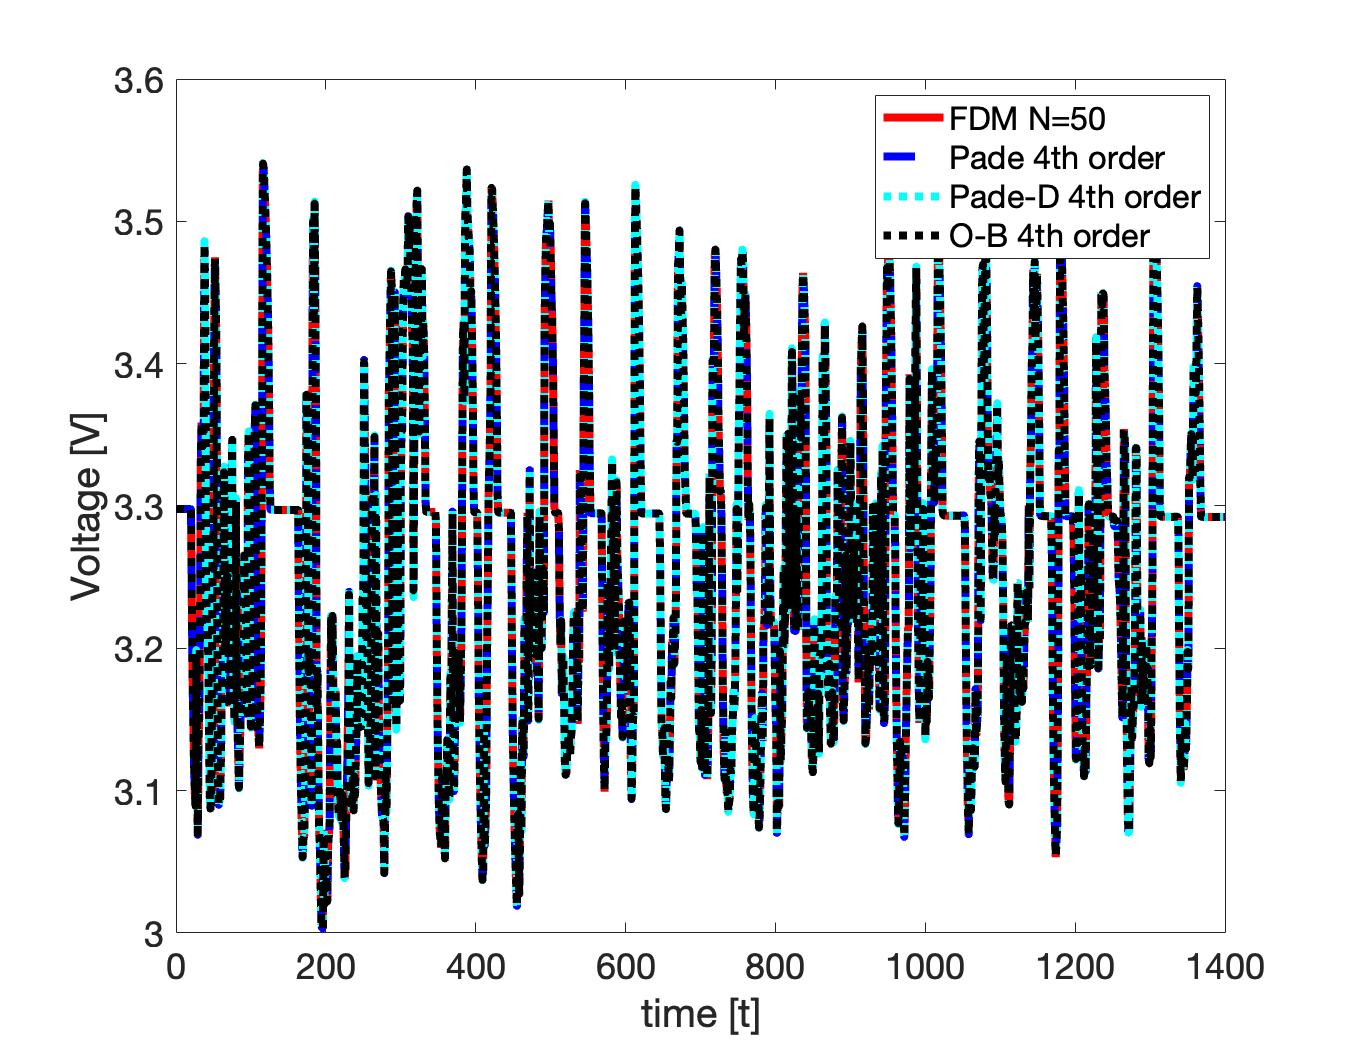 3.6
3.5
3.4
3.3
3.2
3.1
3
Voltage [V]
FDM N=50
Pade 4th order
Pade-D 4th order
O-B 4th order
0
200
400
600
800
1000
1200
1400
time [t]